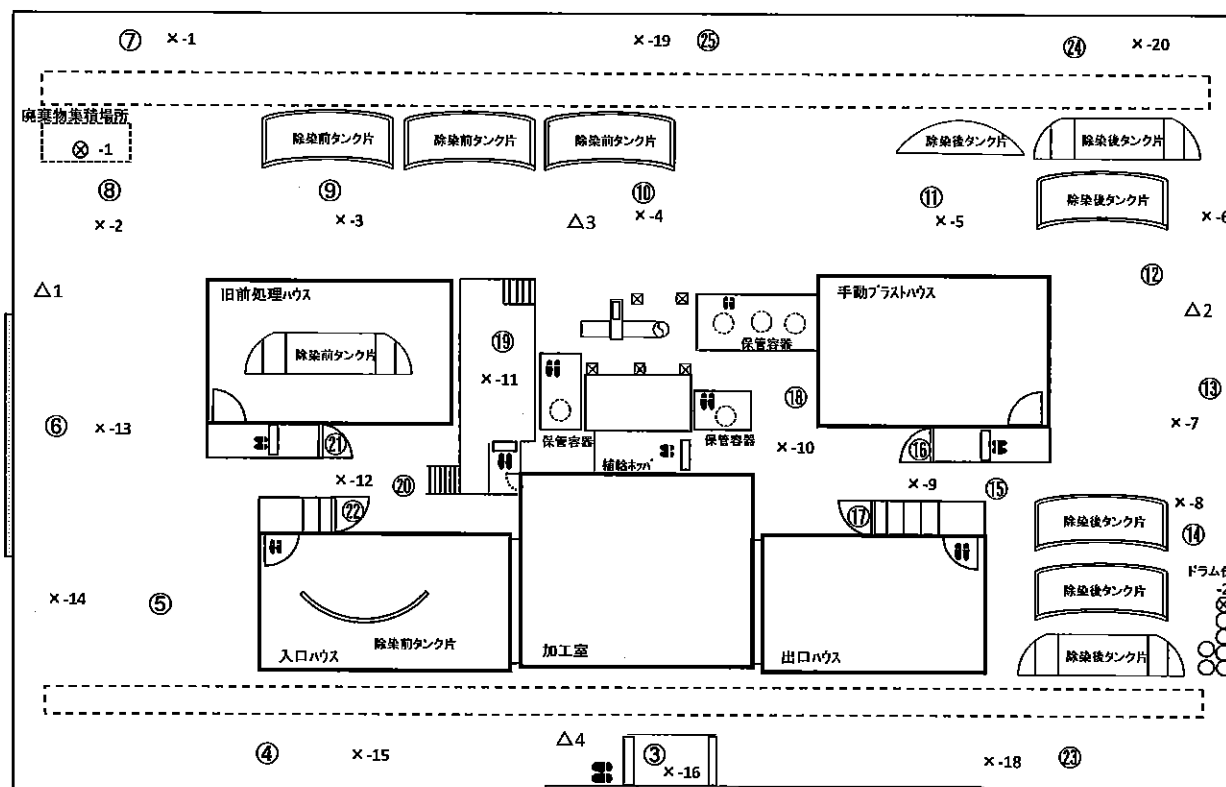 ⑦ ×-1 ×-19 ㉕ ㉔ ×-20
廃棄物集積場所
⊗ -1
除染前タンク片 除染前タンク片 除染前タンク片 除染後タンク片 除染後タンク片
⑧ ⑨ ⑩ ⑪ 除染後タンク片
×-2 ×-3 △3 ×-4 ×-5 ×-6
⑫
△1 旧前処理ハウス 手動ブラストハウス △2
保管容器
除染前タンク片 ⑲
×-11 ⑱ ⑬
⑥ ×-13 ×-7
㉑ 保管容器 保管容器 ×-10 ⑯
×-12 ⑳ ×-9 ⑮
㉒ ⑰ ×-8
除染後タンク片 ⑭
ドラム缶
-2
×-14 ⑤ 除染後タンク片
入口ハウス 除染前タンク片 加工室 出口ハウス 除染後タンク片
④ ×-15 △4 ③ ×-16 ×-18 ㉓